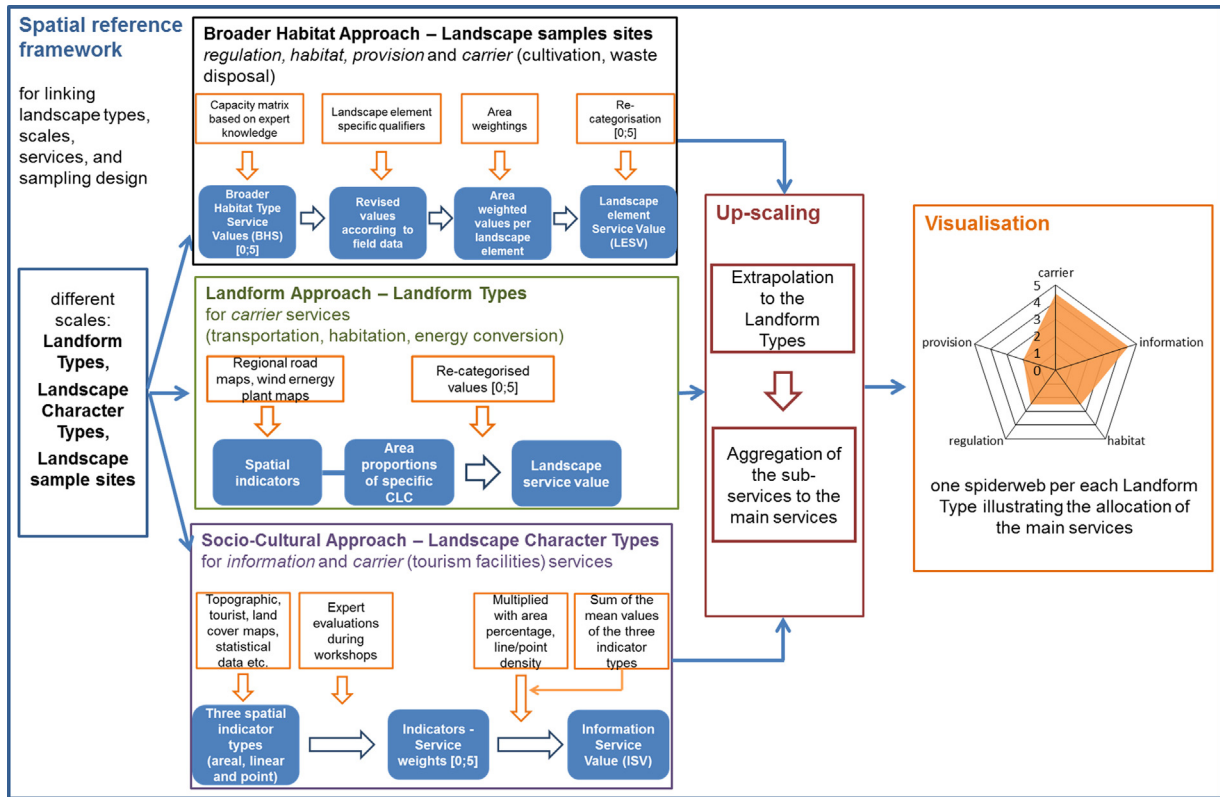 Spatial reference
framework
for linking
landscape types,
scales,
services, and
sampling design
different
scales:
Landform
Types,
Landscape
Character
Types,
Landscape
sample sites
Broader Habitat Approach – Landscape samples sites
regulation, habitat, provision and carrier (cultivation, waste
disposal)
Capacity matrix
based on expert
knowledge
Landscape element
specific qualifiers
Area
weightings
Re-
categorisation
[0;5]
Broader
Habitat Type
Service
Values (BHS)
[0;5]
Revised
values
according to
field data
Area
weighted
values per
landscape
element
Landscape
element
Service Value
(LESV)
Landform Approach – Landform Types
for carrier services
(transportation, habitation, energy conversion)
Regional road
maps, wind ernergy
plant maps
Re-categorised
values [0;5]
Spatial
indicators
Area
proportions
of specific
CLC
Landscape
service value
Socio-Cultural Approach – Landscape Character Types
for information and carrier (tourism facilities) services
Topographic,
tourist, land
cover maps,
statistical
data etc.
Expert
evaluations
during
workshops
Multiplied
with area
percentage,
line/point
density
Sum of the
mean values
of the three
indicator
types
Three spatial
indicator
types
(areal, linear
and point)
Indicators -
Service
weights [0;5]
Information
Service
Value (ISV)
Up-scaling
Extrapolation
to the
Landform
Types
Aggregation of
the sub-
services to the
main services
Visualisation
carrier
5
4
3
2
1
0
provision
information
regulation
habitat
one spiderweb per each Landform
Type illustrating the allocation of
the main services